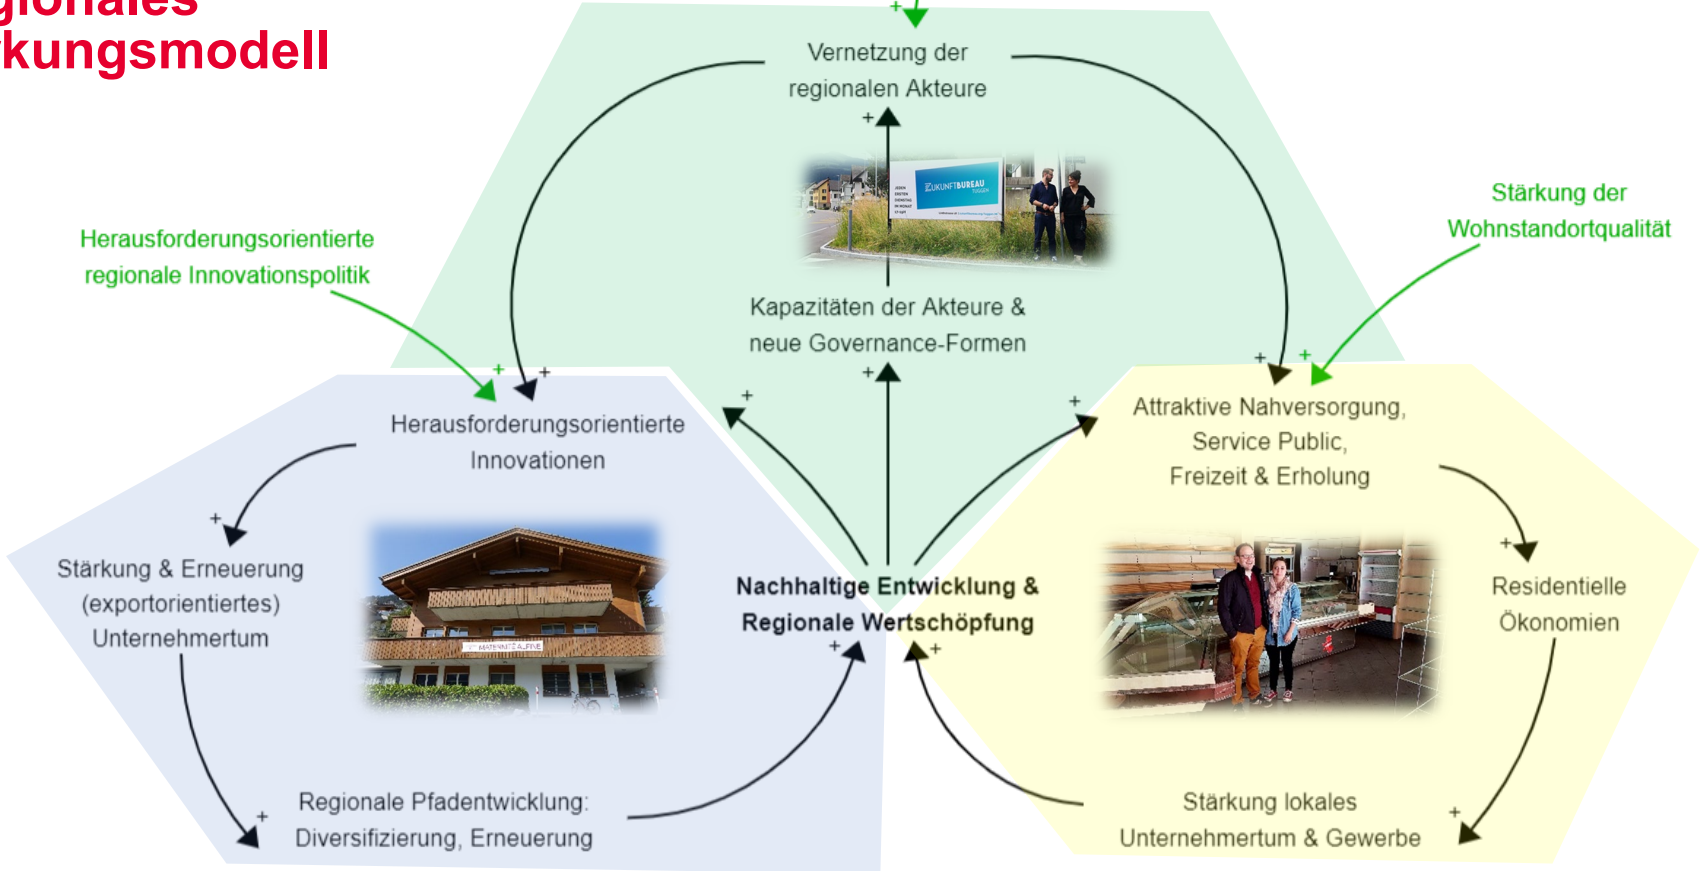 gionales
kungsmodell
+
Vernetzung der
regionalen Akteure
+
ZUKUNFTBUREAU
Stärkung der
Wohnstandortqualität
Herausforderungsorientierte
regionale Innovationspolitik
Kapazitäten der Akteure &
neue Governance-Formen
+
+
+
+
+
Herausforderungsorientierte
Innovationen
+
+
Attraktive Nahversorgung,
Service Public,
Freizeit & Erholung
+
Stärkung & Erneuerung
(exportorientiertes)
Unternehmertum
MATERNITÉ ALPINE
Nachhaltige Entwicklung &
Regionale Wertschöpfung
+
+
+
Residentielle
Ökonomien
Regionale Pfadentwicklung:
Diversifizierung, Erneuerung
+
Stärkung lokales
Unternehmertum & Gewerbe
+